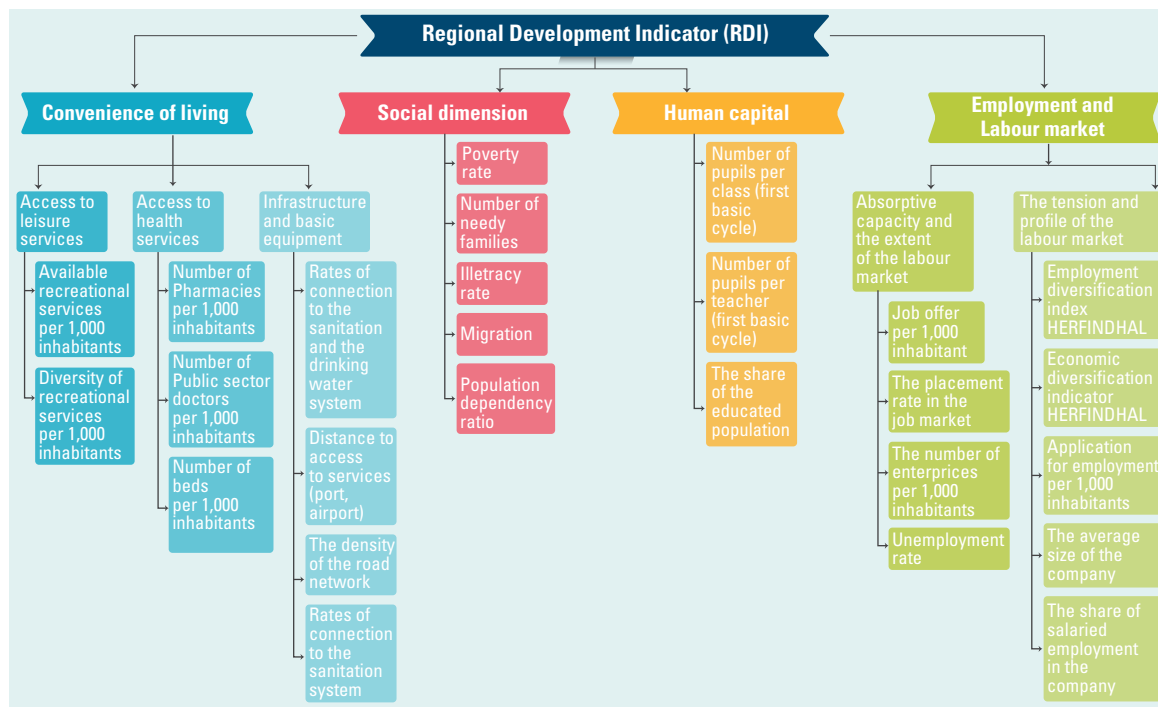 Regional Development Indicator (RDI)
Convenience of living
Access to
leisure
services
Available
recreational
services
per 1,000
inhabitants
Diversity of
recreational
services
per 1,000
inhabitants
Access to
health
services
Number of
Pharmacies
per 1,000
inhabitants
Number of
Public sector
doctors
per 1,000
inhabitants
Number of
beds
per 1,000
inhabitants
Infrastructure
and basic
equipment
Rates of
connection
to the
sanitation
and the
drinking
water
system
Distance to
access
to services
(port,
airport)
The density
of the road
network
Rates of
connection
to the
sanitation
system
Social dimension
Poverty
rate
Number of
needy
families
Illetracy
rate
Migration
Population
dependency
ratio
Human capital
Number of
pupils per
class (first
basic
cycle)
Number of
pupils per
teacher
(first basic
cycle)
The share
of the
educated
population
Employment and
Labour market
Absorptive
capacity and
the extent
of the labour
market
Job offer
per 1,000
inhabitant
The placement
rate in the
job market
The number of
enterprices
per 1,000
inhabitants
Unemployment
rate
The tension and
profile of the
labour market
Employment
diversification
index
HERFINDHAL
Economic
diversification
indicator
HERFINDHAL
Application
for employment
per 1,000
inhabitants
The average
size of the
company
The share of
salaried
employment
in the
company